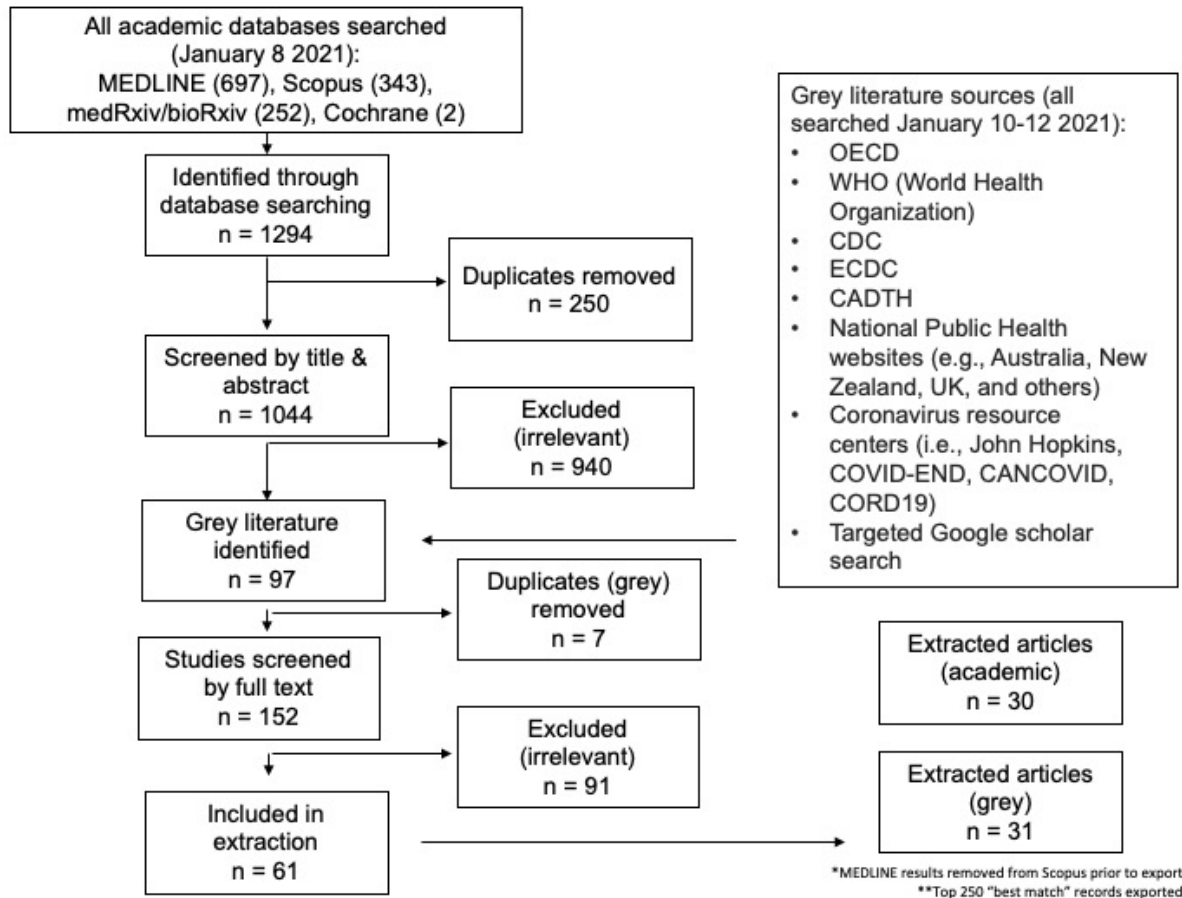 All academic databases searched
(January 8 2021):
MEDLINE (697), Scopus (343),
medRxiv/bioRxiv (252), Cochrane (2)
Identified through
database searching
n = 1294
Duplicates removed
n = 250
Screened by title &
abstract
n = 1044
Excluded
(irrelevant)
n = 940
Grey literature sources (all
searched January 10-12 2021):
• OECD
• WHO (World Health
Organization)
• CDC
• ECDC
• CADTH
• National Public Health
websites (e.g., Australia, New
Zealand, UK, and others)
• Coronavirus resource
centers (i.e., John Hopkins,
COVID-END, CANCOVID,
CORD19)
• Targeted Google scholar
search
Grey literature
identified
n = 97
Duplicates (grey)
removed
n = 7
Studies screened
by full text
n = 152
Excluded
(irrelevant)
n = 91
Included in
extraction
n = 61
Extracted articles
(academic)
n = 30
Extracted articles
(grey)
n = 31
*MEDLINE results removed from Scopus prior to export
**Top 250 "best match" records exported